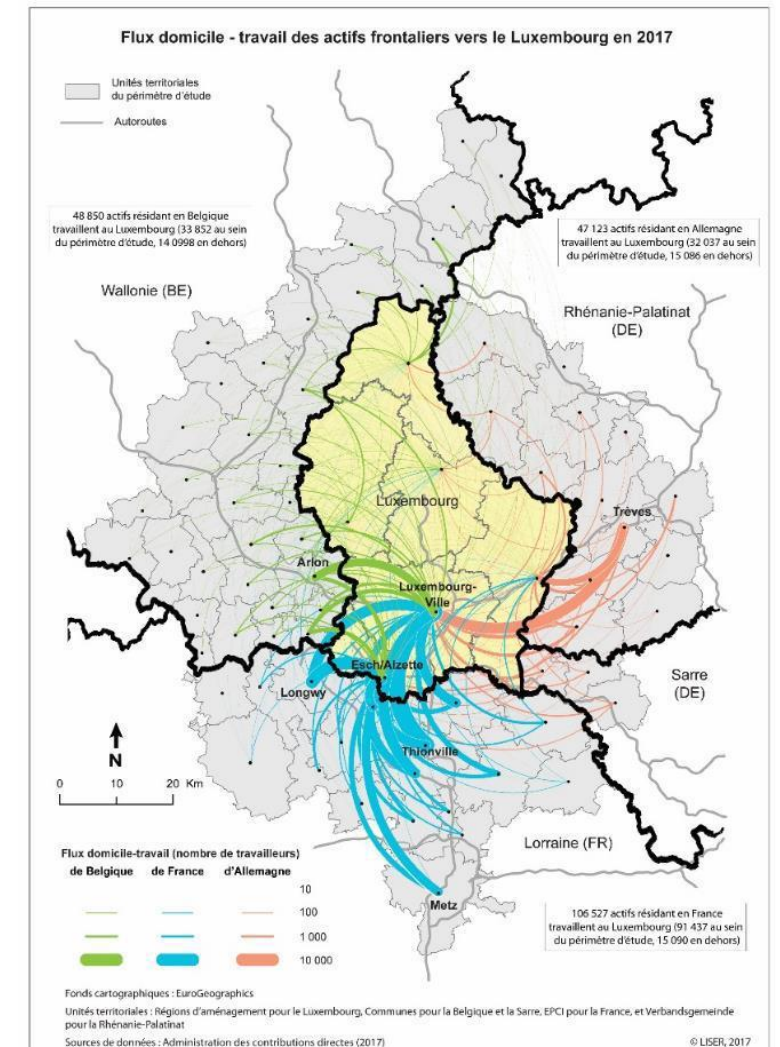 Flux domicile - travail des actifs frontaliers vers le Luxembourg en 2017
Unités territoriales
du périmètre d'étude
Autoroutes
48 850 actifs résidant en Belgique
travaillent au Luxembourg (33 852 au sein
du périmètre d'étude, 14 0998 en dehors)
47 123 actifs résidant en Allemagne
travaillent au Luxembourg (32 037 au sein
du périmètre d'étude, 15 086 en dehors)
Wallonie (BE)
Rhénanie-Palatinat
(DE)
Luxembourg
Trèves
Arlon
Luxembourg-
Ville
Esch/Alzette
Longwy
Sarre
(DE)
Thionville
N
0 10 20 Km
Lorraine (FR)
Metz
Flux domicile-travail (nombre de travailleurs)
de Belgique de France d'Allemagne
10
100
1 000
10 000
106 527 actifs résidant en France
travaillent au Luxembourg (91 437 au sein
du périmètre d'étude, 15 090 en dehors)
Fonds cartographiques : EuroGeographics
Unités territoriales : Régions d'aménagement pour le Luxembourg, Communes pour la Belgique et la Sarre, EPCI pour la France, et Verbandsgemeinde
pour la Rhénanie-Palatinat
Sources de données : Administration des contributions directes (2017)
© LISER, 2017